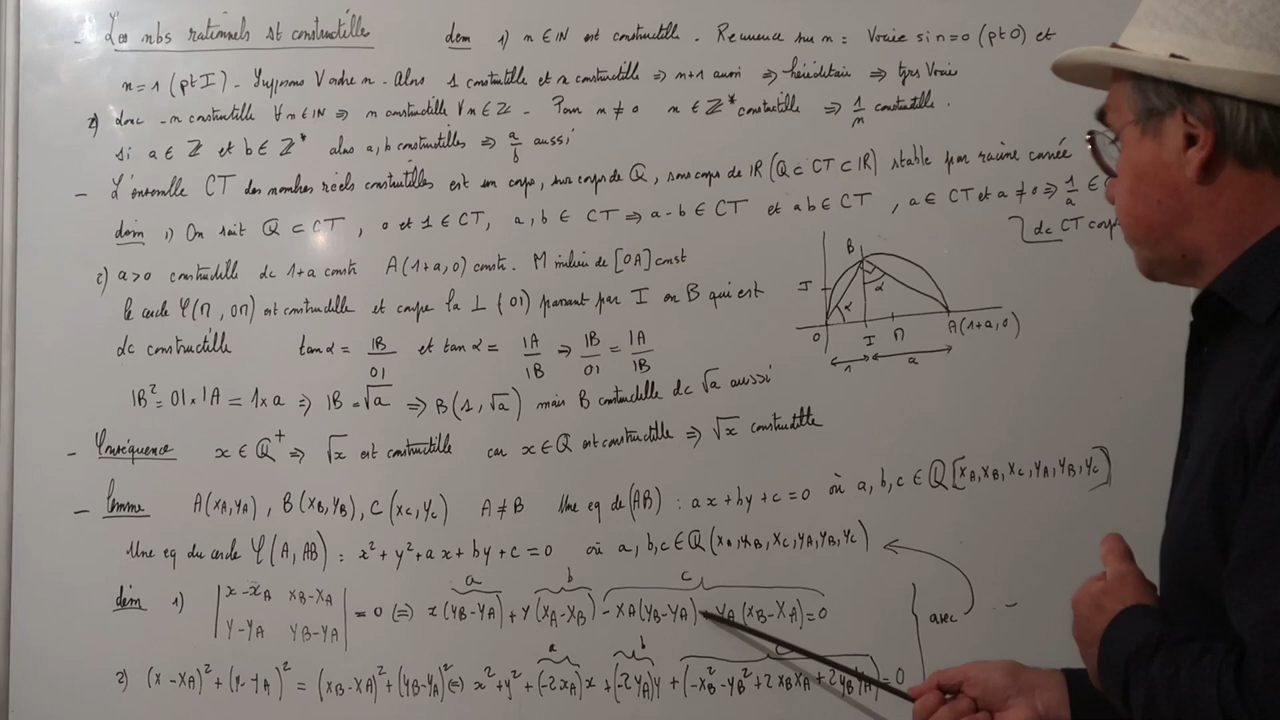 - Les nbs rationnels st constructibles dem 1) n ∈ IN est constructible. Recurrence sur n : Vraie si n=0 (pt O) et
n=1 (pt I) - Supposons Vraie n - Alors 1 constructible et n constructible ⇒ n+1 aussi ⇒ héréditaire ⇒ tjrs Vraie
2) donc -n constructible ∀n∈IN ⇒ n constructible ∀n∈ℤ - Pour n≠0 n∈ℤ* constructible ⇒ 1/n constructible.
Si a∈ℤ et b∈ℤ* alors a,b constructibles ⇒ a/b aussi
- L'ensemble CT des nombres réels constructibles est un corps, sur corps de ℚ, sous corps de IR (ℚ⊂CT⊂IR) stable par racine carrée
dem 1) On sait ℚ⊂CT, 0 et 1∈CT, a,b ∈ CT ⇒ a-b∈CT et ab∈CT, a∈CT et a≠0 ⇒ 1/a ∈
dc CT corps
2) a>0 constructible dc 1+a constr A(1+a,0) constr. M milieu de [OA] const
le cercle 𝒞(M, OM) est constructible et coupe la ⊥ (OI) passant par I en B qui est
dc constructible tan α = IB/OI et tan α = IA/IB ⇒ IB/OI = IA/IB
IB² = OI×IA = 1×a ⇒ IB=√a ⇒ B(1,√a) mais B constructible dc √a aussi
B
J
α
α
O I M A(1+a,0)
1 a
- Conséquence x∈ℚ⁺ ⇒ √x est constructible car x∈ℚ est constructible ⇒ √x constructible
- Lemme A(xA,yA), B(xB,yB), C(xC,yC) A≠B Une eq de (AB) : ax+by+c=0 où a,b,c∈ℚ[xA,xB,xC,yA,yB,yC]
Une eq du cercle 𝒞(A,AB) : x²+y²+ax+by+c=0 où a,b,c∈ℚ(xA,xB,xC,yA,yB,yC)
a b c
dém 1) |x-xA xB-xA| = 0 ⇔ x(yB-yA)+y(xA-xB)-xA(yB-yA)-yA(xB-xA)=0
|y-yA yB-yA|
avec
a b c
2) (x-xA)²+(y-yA)² = (xB-xA)²+(yB-yA)² ⇔ x²+y²+(-2xA)x+(-2yA)y+(-xB²-yB²+2xBxA+2yByA)=0